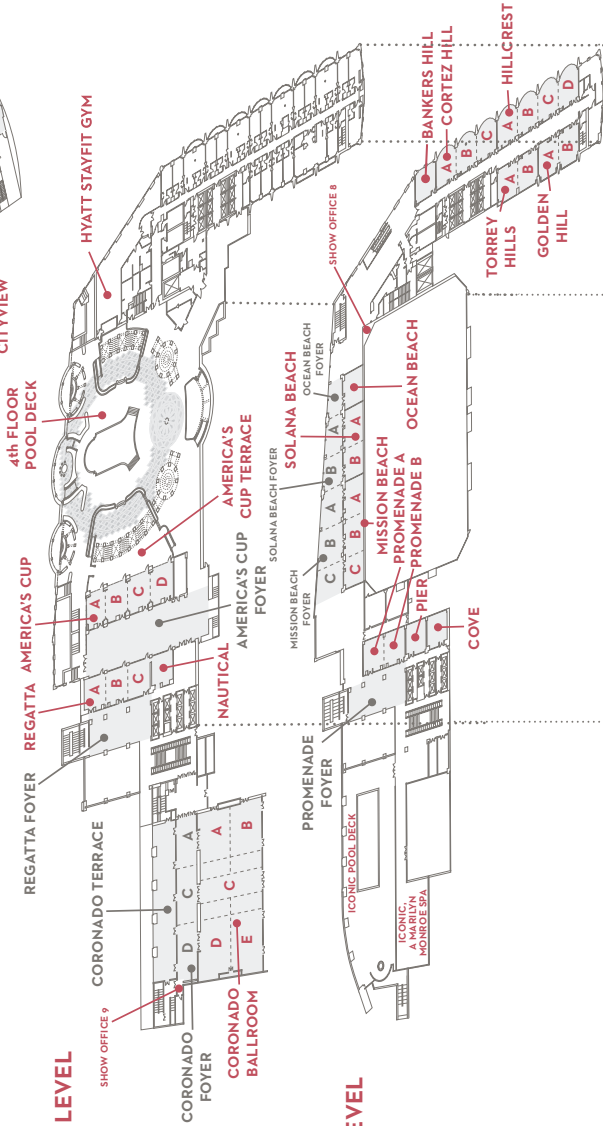 CITYVIEW
LEVEL
SHOW OFFICE 9
CORONADO
FOYER
CORONADO
BALLROOM
CORONADO TERRACE
D
C
A
D
C
A
E
B
REGATTA FOYER
REGATTA
A
B
C
NAUTICAL
AMERICA'S CUP
A
B
C
D
AMERICA'S CUP
FOYER
AMERICA'S
CUP TERRACE
4th FLOOR
POOL DECK
HYATT STAYFIT GYM
EVEL
ICONIC POOL DECK
ICONIC,
A MARILYN
MONROE SPA
PROMENADE
FOYER
PROMENADE A
PROMENADE B
PIER
COVE
MISSION BEACH
FOYER
MISSION BEACH
C
B
A
C
B
A
SOLANA BEACH FOYER
SOLANA BEACH
B
A
B
A
OCEAN BEACH
FOYER
OCEAN BEACH
SHOW OFFICE 8
BANKERS HILL
CORTEZ HILL
A
B
C
HILLCREST
A
B
C
D
TORREY
HILLS
A
B
GOLDEN
HILL
A
B